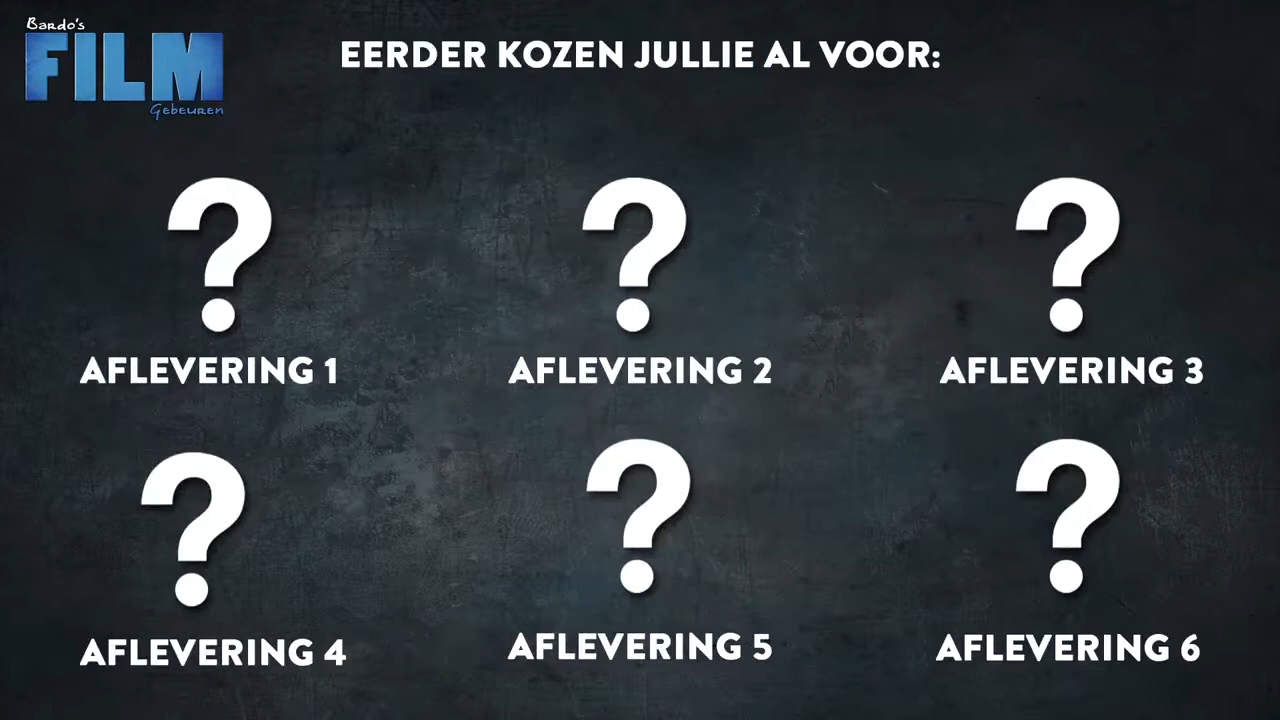 Bardo's
FILM
Gebeuren
EERDER KOZEN JULLIE AL VOOR:
? ? ?
AFLEVERING 1 AFLEVERING 2 AFLEVERING 3
? ? ?
AFLEVERING 4 AFLEVERING 5 AFLEVERING 6